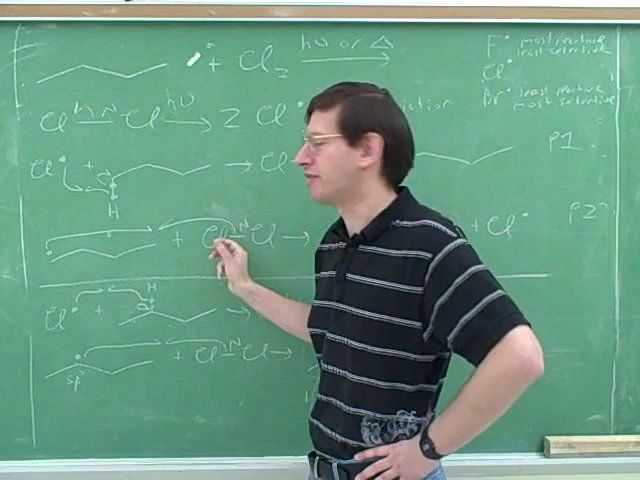 + Cl2 hν or Δ
F• most reactive
least selective
Cl•
Br• least reactive
most selective
Cl Cl hν → 2 Cl•
Cl• + H → Cl
P1
+ Cl Cl → + Cl•
P2
Cl• + H →
+ Cl Cl →
sp²